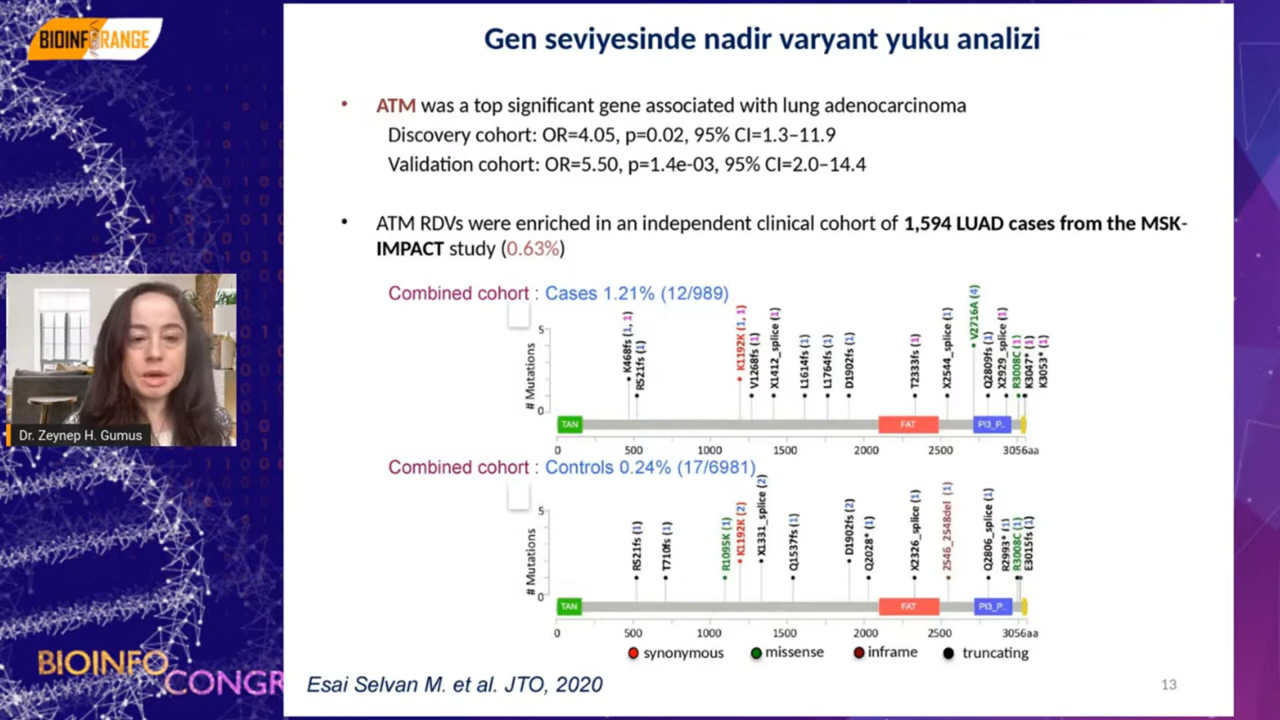 BIOINFORANGE
Gen seviyesinde nadir varyant yuku analizi
• ATM was a top significant gene associated with lung adenocarcinoma
Discovery cohort: OR=4.05, p=0.02, 95% CI=1.3–11.9
Validation cohort: OR=5.50, p=1.4e-03, 95% CI=2.0–14.4
• ATM RDVs were enriched in an independent clinical cohort of 1,594 LUAD cases from the MSK-
IMPACT study (0.63%)
Combined cohort : Cases 1.21% (12/989)
# Mutations
5
0
K468fs (1, 1)
R521fs (1)
K1192K (1, 1)
V1268fs (1)
X1412_splice (1)
L1614fs (1)
L1764fs (1)
D1902fs (1)
T2333fs (1)
X2544_splice (1)
V2716A (4)
Q2809fs (1)
X2929_splice (1)
R3008C (1)
K3047* (1)
K3053* (1)
TAN
FAT
PI3_P..
0 500 1000 1500 2000 2500 3056aa
Combined cohort : Controls 0.24% (17/6981)
# Mutations
5
0
R521fs (1)
T710fs (1)
R1095K (1)
K1192K (2)
X1331_splice (2)
Q1537fs (1)
D1902fs (2)
Q2028* (1)
X2326_splice (1)
2546_2548del (1)
Q2806_splice (1)
R2993* (1)
R3008C (1)
E3015fs (1)
TAN
FAT
PI3_P..
0 500 1000 1500 2000 2500 3056aa
synonymous missense inframe truncating
Esai Selvan M. et al. JTO, 2020
13
Dr. Zeynep H. Gumus
BIOINFO
CONGR